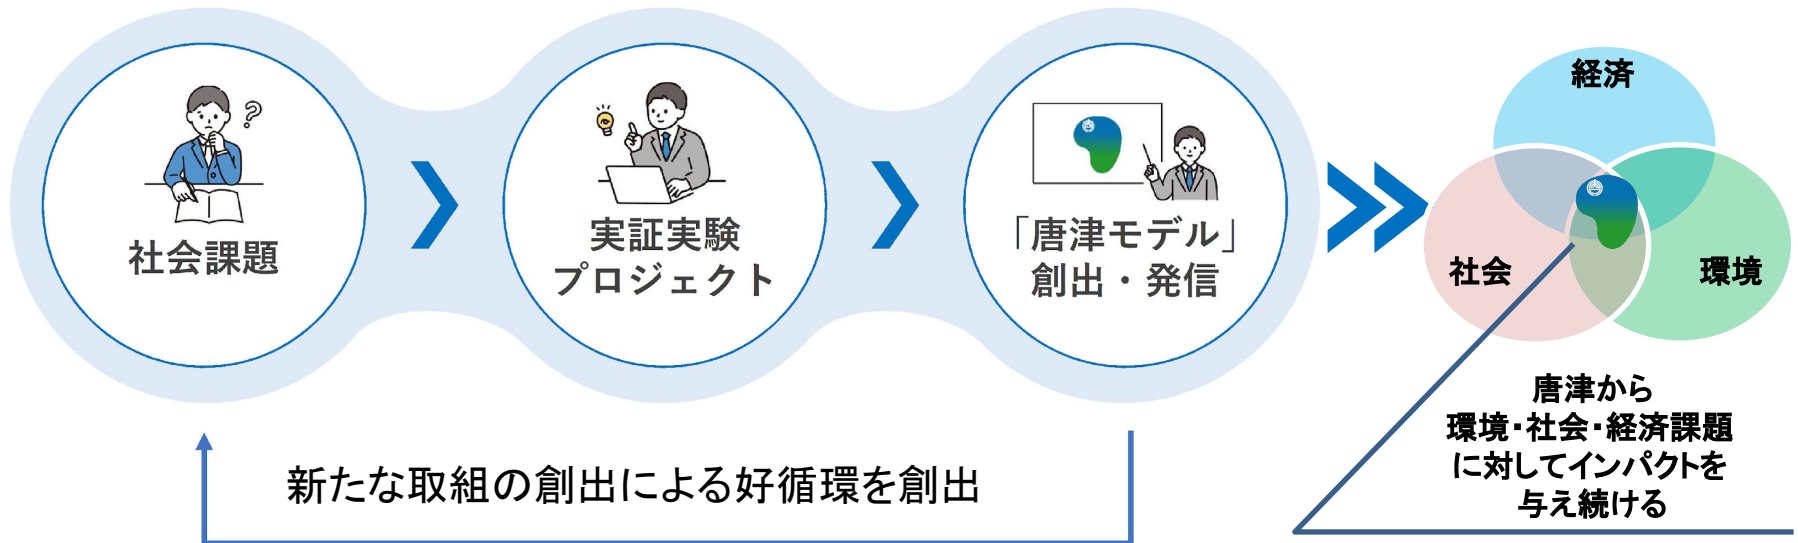 社会課題
実証実験
プロジェクト
「唐津モデル」
創出・発信
新たな取組の創出による好循環を創出
経済
社会
環境
唐津から
環境・社会・経済課題
に対してインパクトを
与え続ける